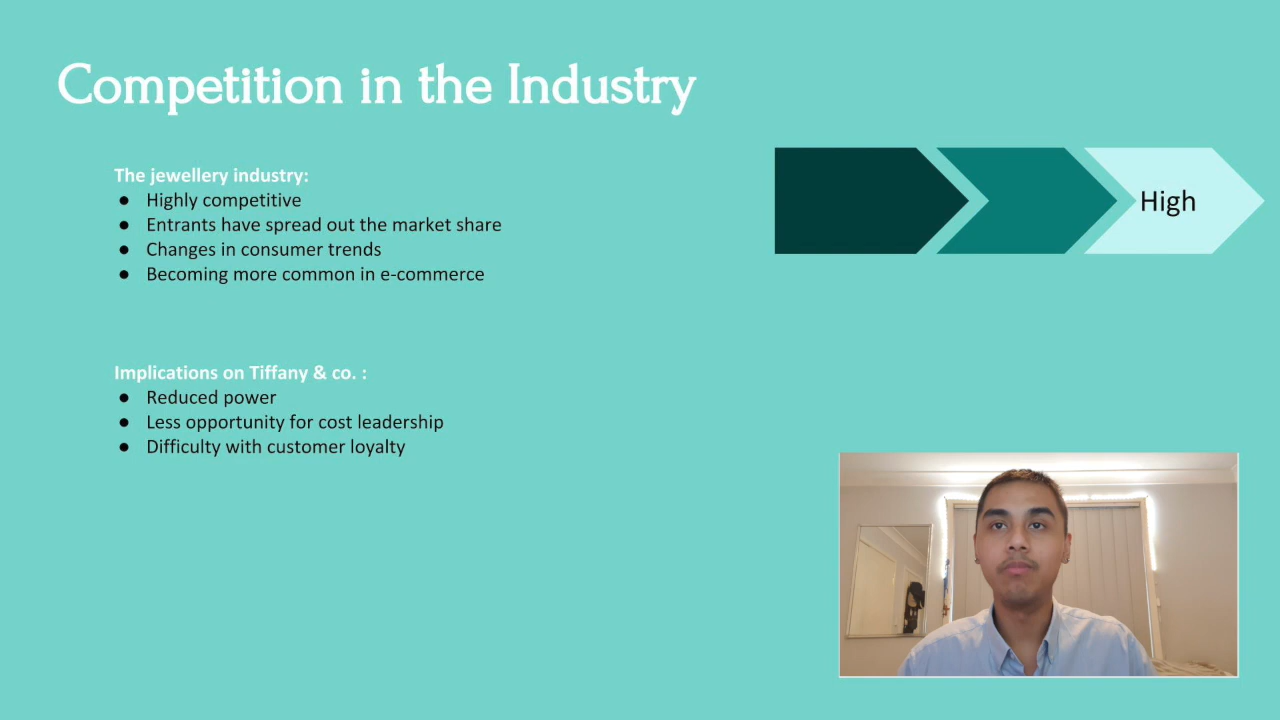 Competition in the Industry
The jewellery industry:
● Highly competitive
● Entrants have spread out the market share
● Changes in consumer trends
● Becoming more common in e-commerce
High
Implications on Tiffany & co. :
● Reduced power
● Less opportunity for cost leadership
● Difficulty with customer loyalty